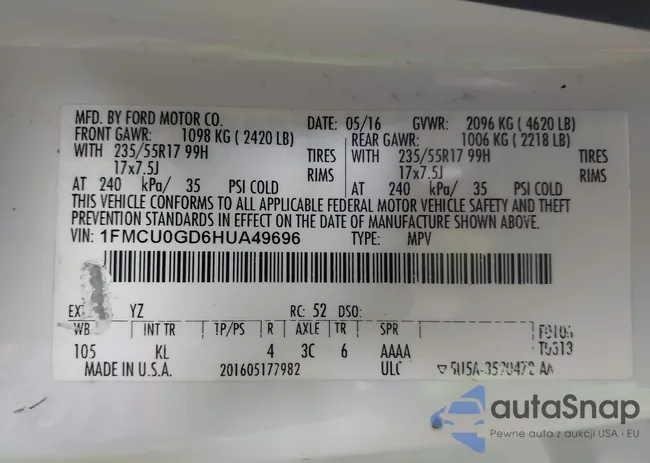 MFD. BY FORD MOTOR CO. DATE: 05/16 GVWR: 2096 KG ( 4620 LB)
FRONT GAWR: 1098 KG ( 2420 LB) REAR GAWR: 1006 KG ( 2218 LB)
WITH 235/55R17 99H TIRES WITH 235/55R17 99H TIRES
17x7.5J RIMS 17x7.5J RIMS
AT 240 kPa/ 35 PSI COLD AT 240 kPa/ 35 PSI COLD
THIS VEHICLE CONFORMS TO ALL APPLICABLE FEDERAL MOTOR VEHICLE SAFETY AND THEFT
PREVENTION STANDARDS IN EFFECT ON THE DATE OF MANUFACTURE SHOWN ABOVE.
VIN: 1FMCU0GD6HUA49696 TYPE: MPV
YZ RC: 52 DSO:
WB INT TR TP/PS R AXLE TR SPR
105 KL 4 3C 6 AAAA
MADE IN U.S.A. 201605177982 ULC
autaSnap
Pewne auta z aukcji USA i EU